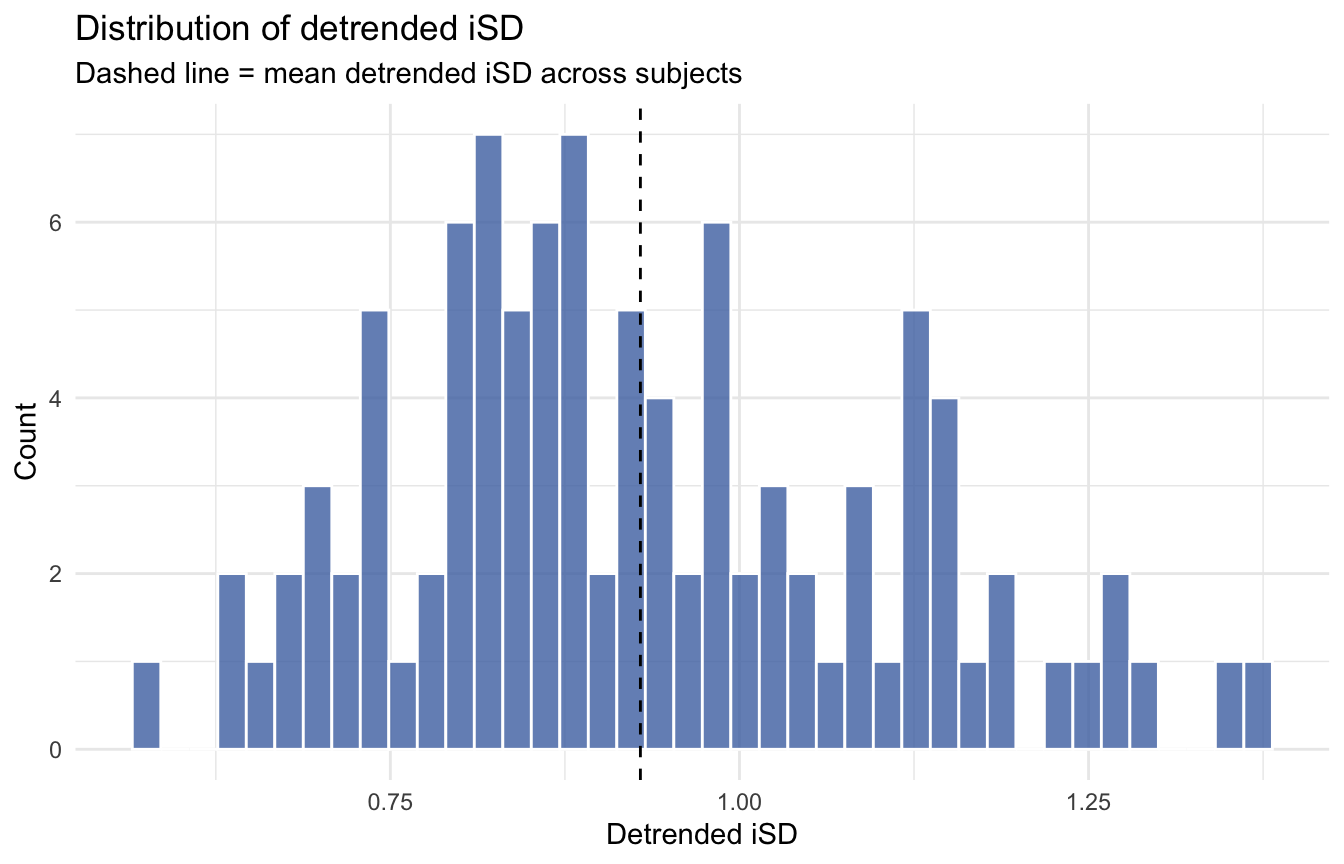 Distribution of detrended iSD
Dashed line = mean detrended iSD across subjects
Count
6
4
2
0
0.75
1.00
1.25
Detrended iSD